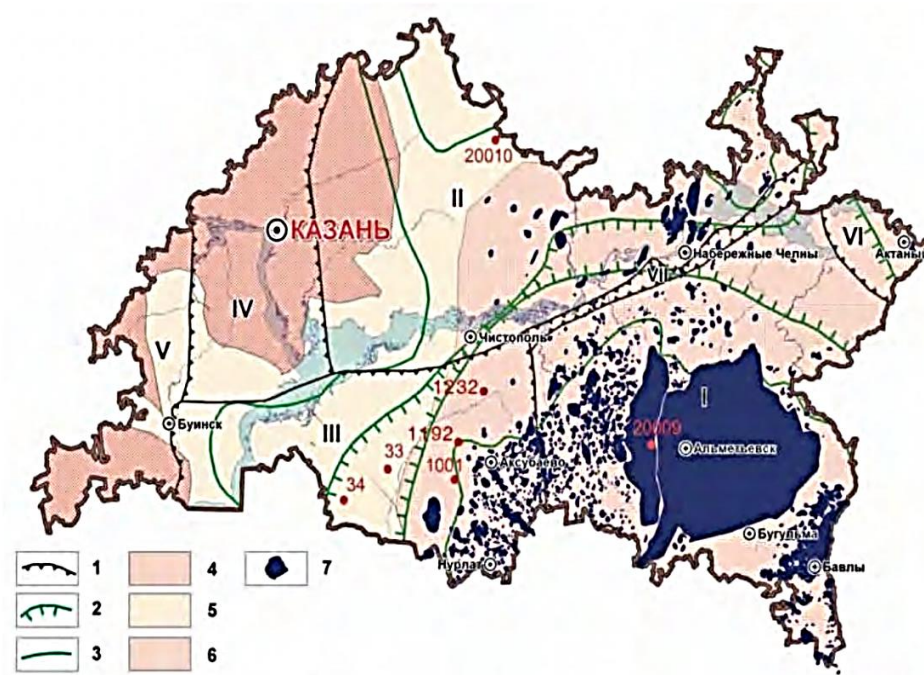 20010
II
КАЗАНЬ
VI
Набережные Челны
Актаныш
VII
IV
V
Чистополь
I
1232
Буинск
III
1192
20009
33
1001
Аксубаево
Альметьевск
34
Бугульма
1
4
7
Нурлат
Бавлы
2
5
3
6